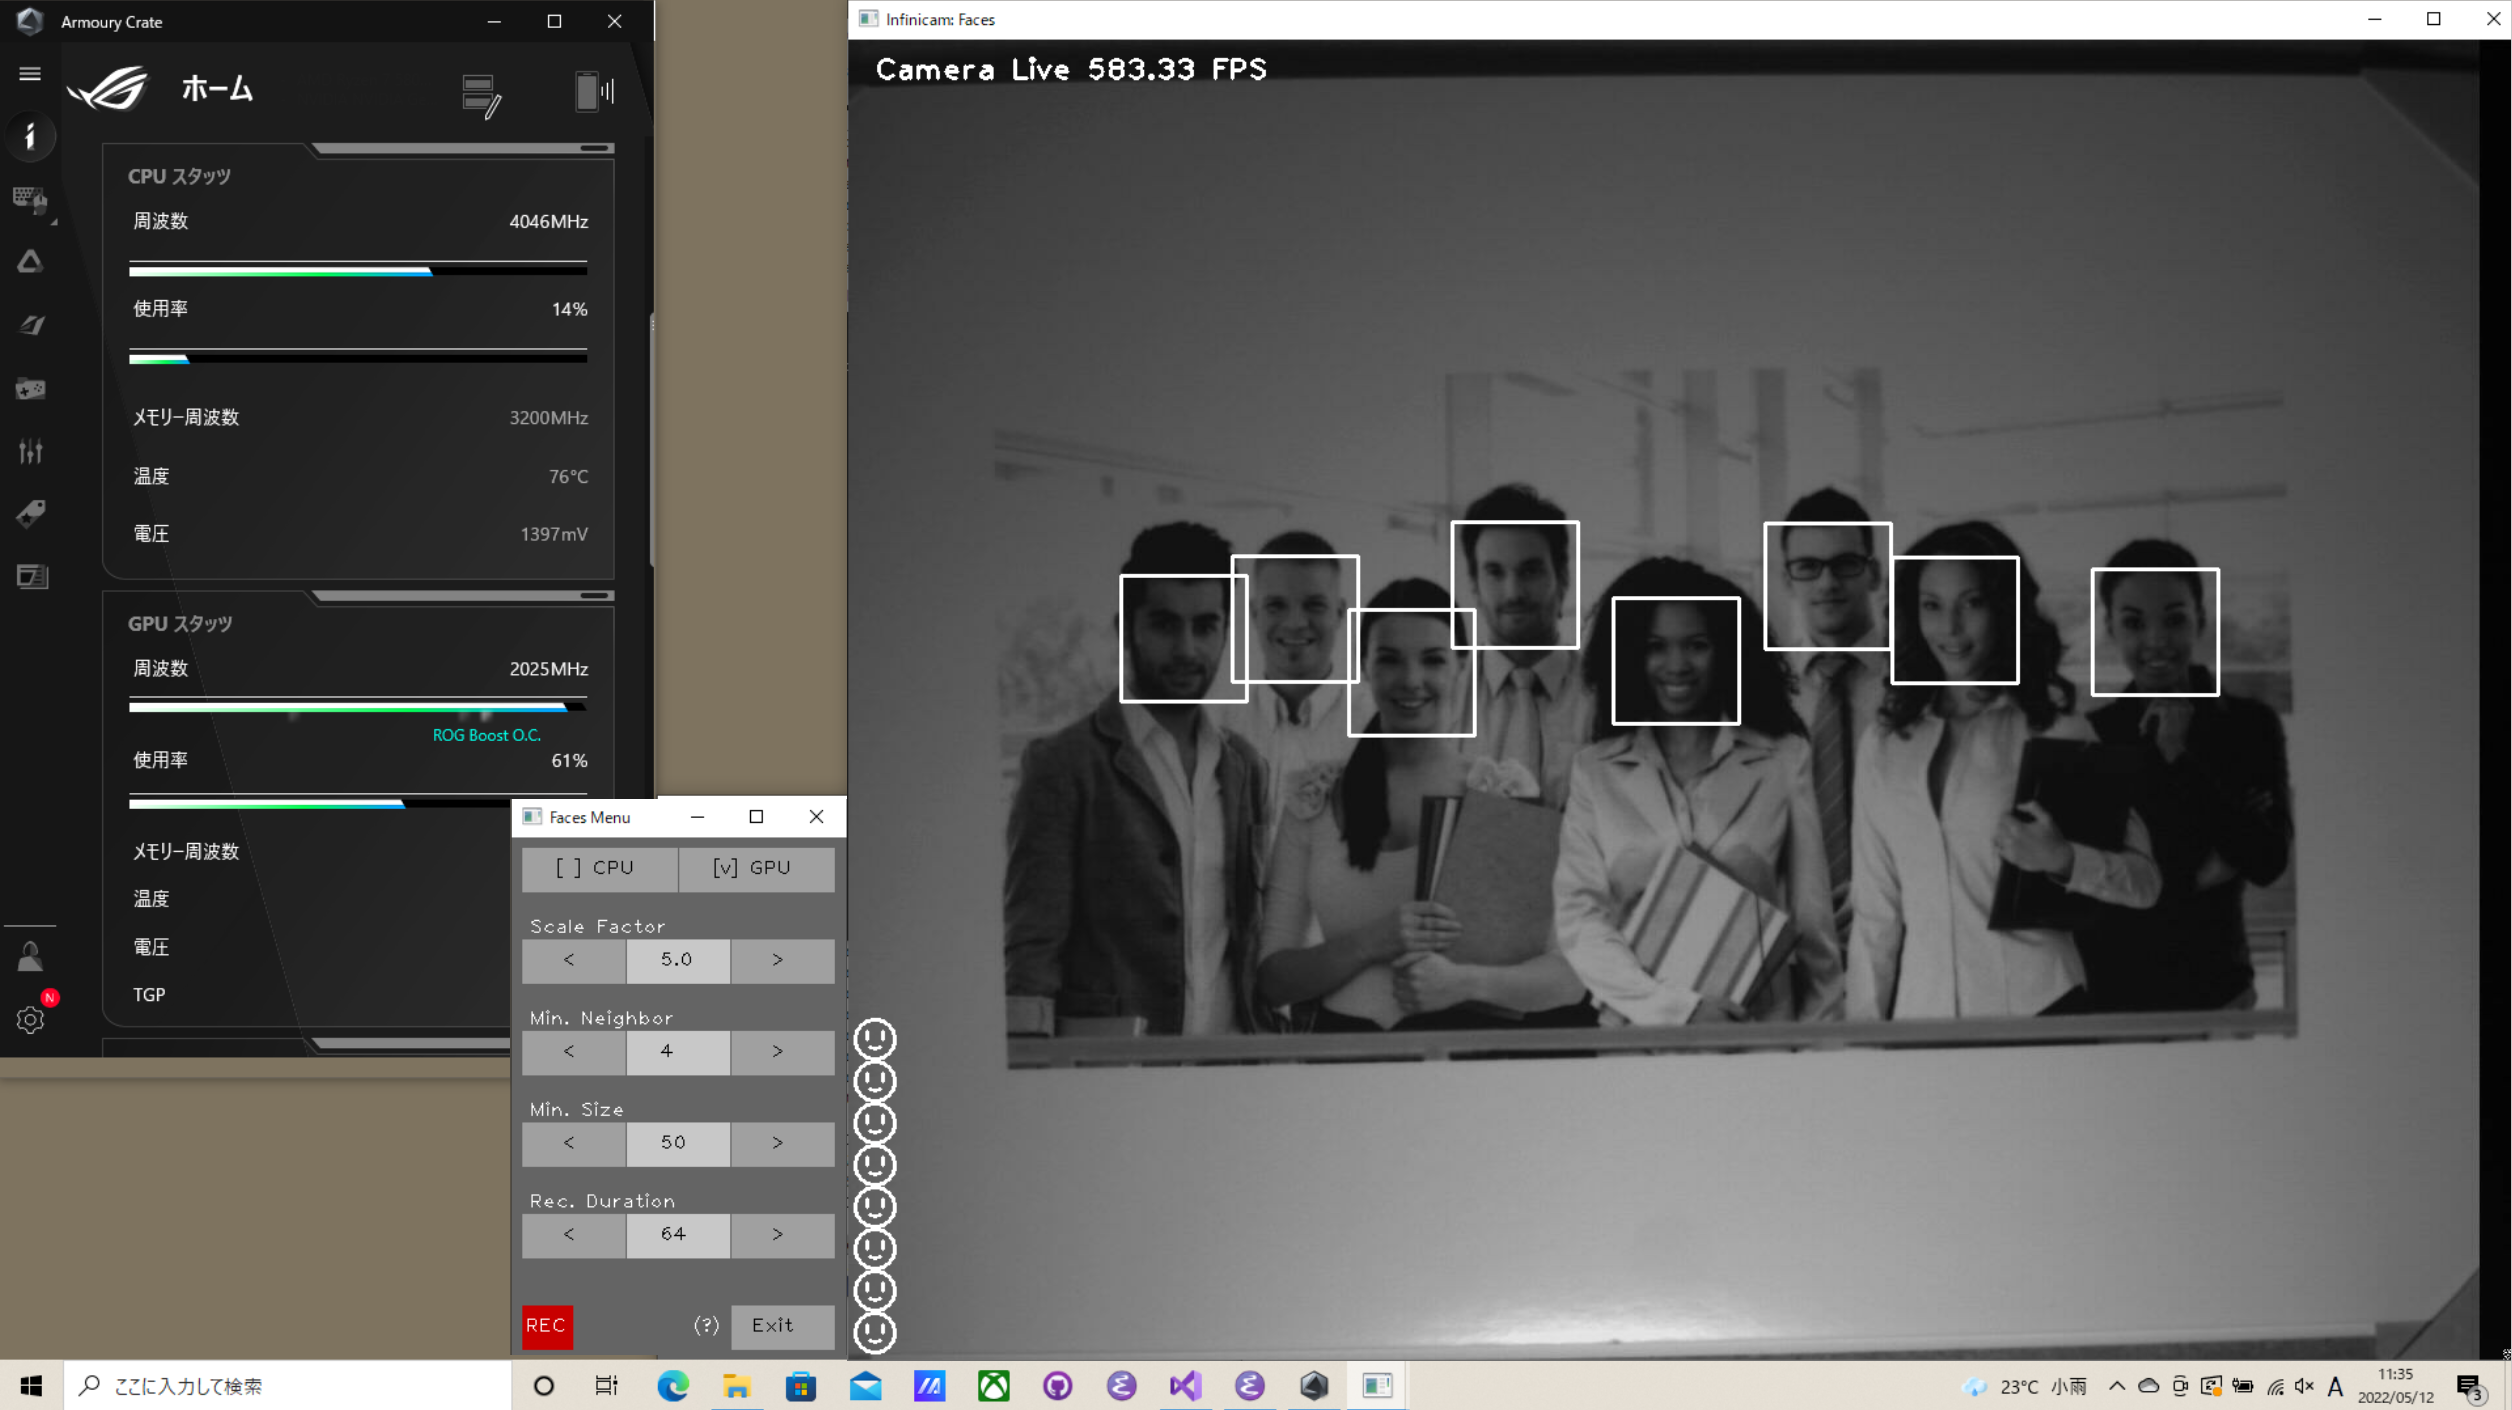 Armoury Crate
ホーム
CPU スタッツ
周波数 4046MHz
使用率 14%
メモリー周波数 3200MHz
温度 76°C
電圧 1397mV
GPU スタッツ
周波数 2025MHz
ROG Boost O.C.
使用率 61%
メモリー周波数
温度
電圧
TGP
N
Faces Menu
[ ] CPU [v] GPU
Scale Factor
< 5.0 >
Min. Neighbor
< 4 >
Min. Size
< 50 >
Rec. Duration
< 64 >
REC (?) Exit
Infinicam: Faces
Camera Live 583.33 FPS
ここに入力して検索
23°C 小雨
A
11:35
2022/05/12
3